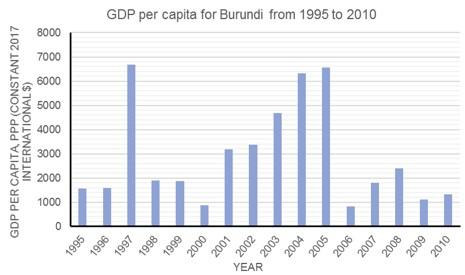 GDP per capita for Burundi from 1995 to 2010
GDP PER CAPITA, PPP (CONSTANT 2017
INTERNATIONAL$)
8000
7000
6000
5000
4000
3000
2000
1000
0
1995 1996 1997 1998 1999 2000 2001 2002 2003 2004 2005 2006 2007 2008 2009 2010
YEAR